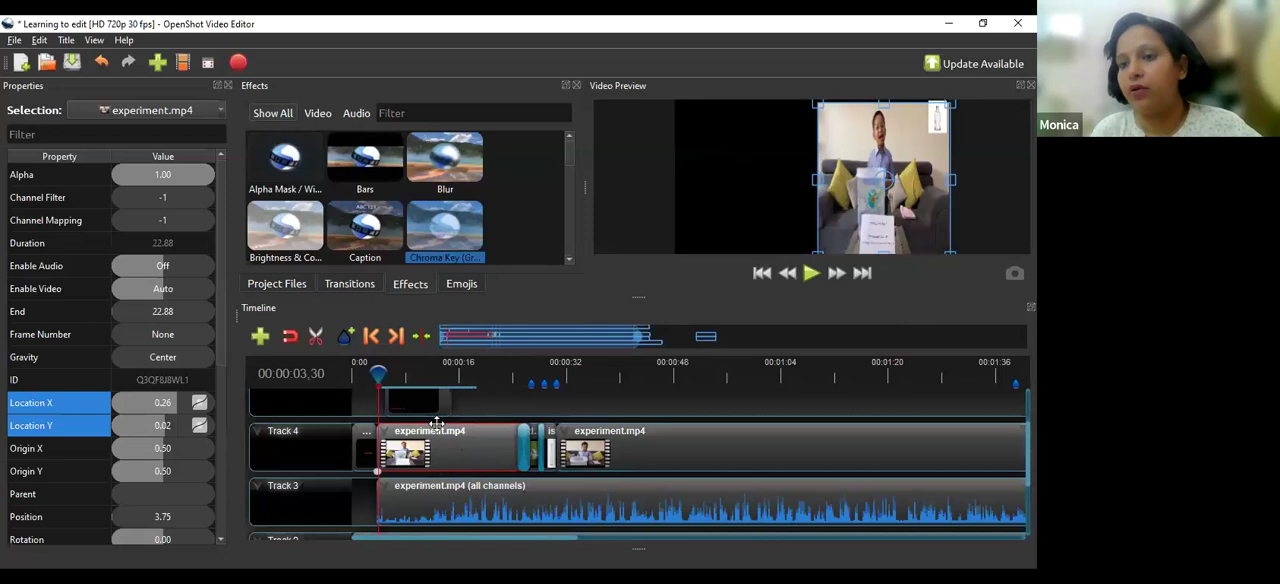 * Learning to edit [HD 720p 30 fps] - OpenShot Video Editor
File Edit Title View Help
Update Available
Properties
Effects
Video Preview
Selection: experiment.mp4
Show All Video Audio Filter
Filter
Property Value
Alpha 1.00
Channel Filter -1
Channel Mapping -1
Duration 22.88
Enable Audio Off
Enable Video Auto
End 22.88
Frame Number None
Gravity Center
ID Q3QF8J8WL1
Location X 0.26
Location Y 0.02
Origin X 0.50
Origin Y 0.50
Parent
Position 3.75
Rotation 0.00
Alpha Mask / Wi... Bars Blur
Brightness & Co... Caption Chroma Key (Gr...
Project Files Transitions Effects Emojis
Timeline
00:00:03,30
0:00 00:00:16 00:00:32 00:00:48 00:01:04 00:01:20 00:01:36
Track 4 ... experiment.mp4 experiment.mp4
Track 3 experiment.mp4 (all channels)
Monica